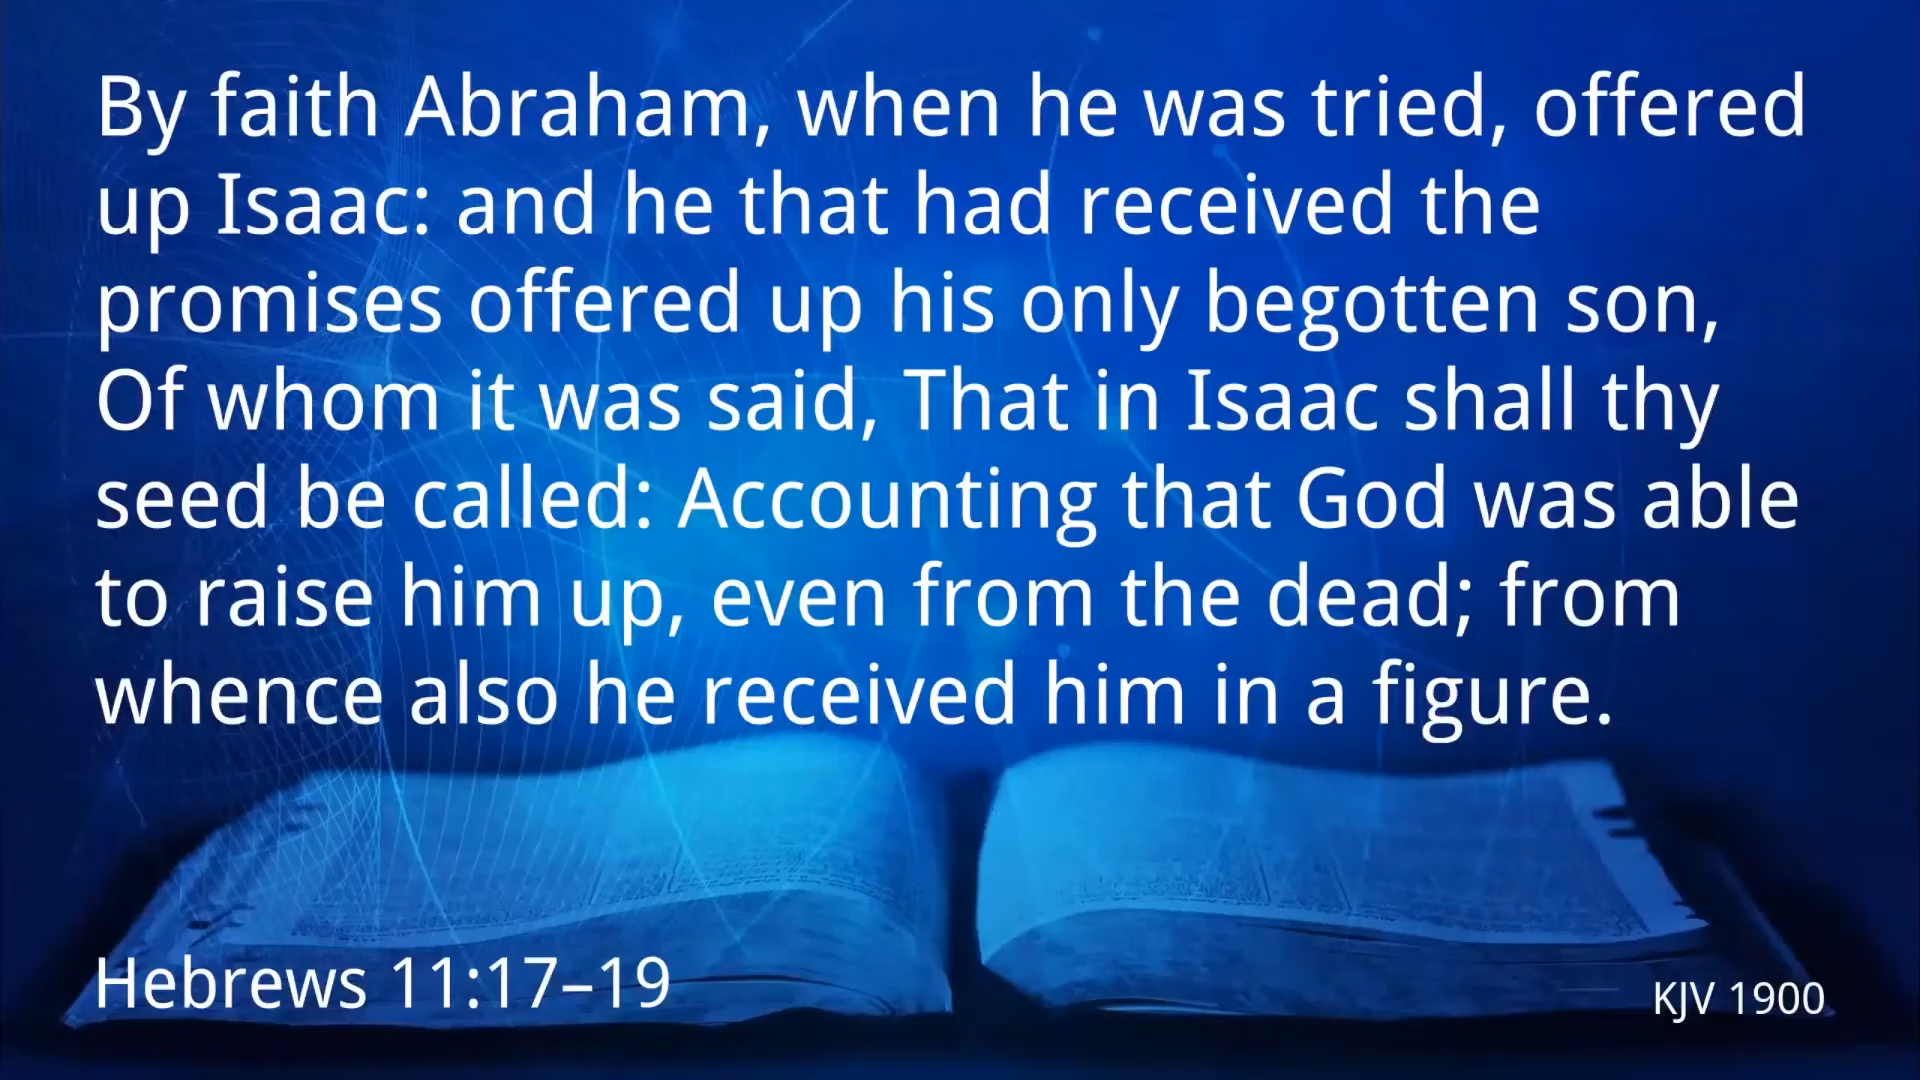 By faith Abraham, when he was tried, offered
up Isaac: and he that had received the
promises offered up his only begotten son,
Of whom it was said, That in Isaac shall thy
seed be called: Accounting that God was able
to raise him up, even from the dead; from
whence also he received him in a figure.
Hebrews 11:17–19
KJV 1900